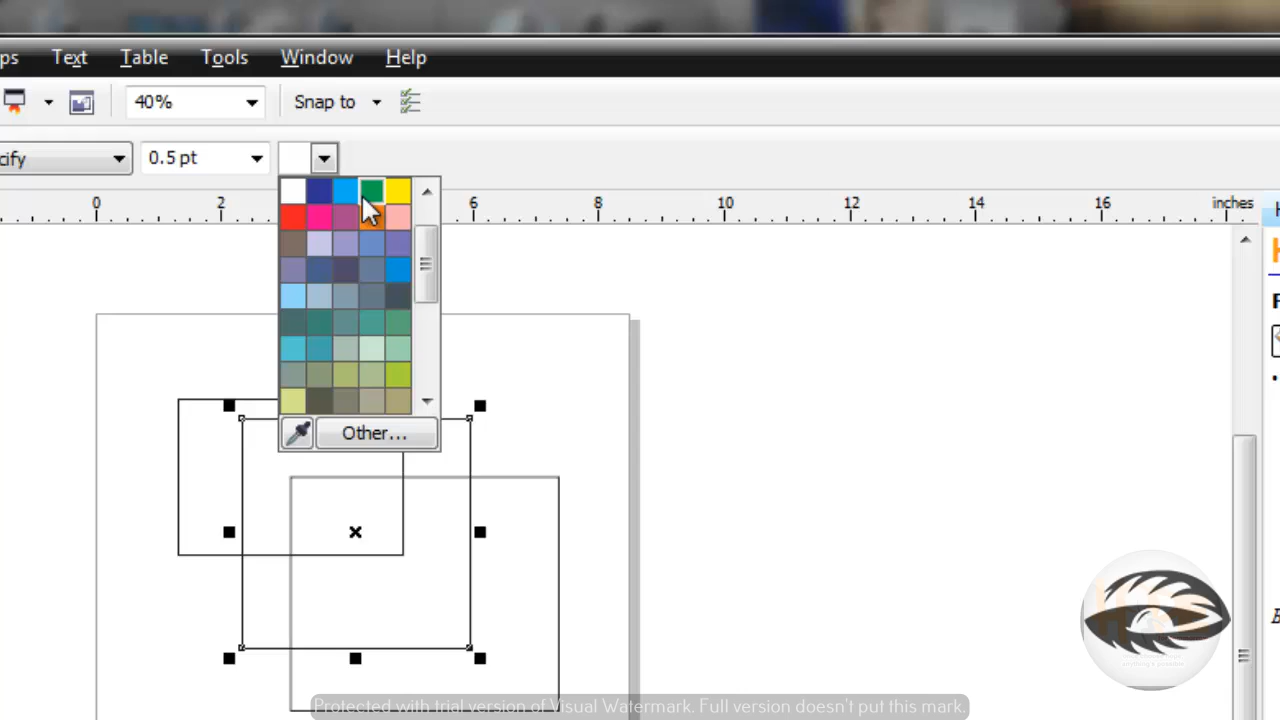 ps Text Table Tools Window Help
40% Snap to
cify 0.5 pt
0 2 6 8 10 12 14 16 inches
Other...
Protected with trial version of Visual Watermark. Full version doesn't put this mark.